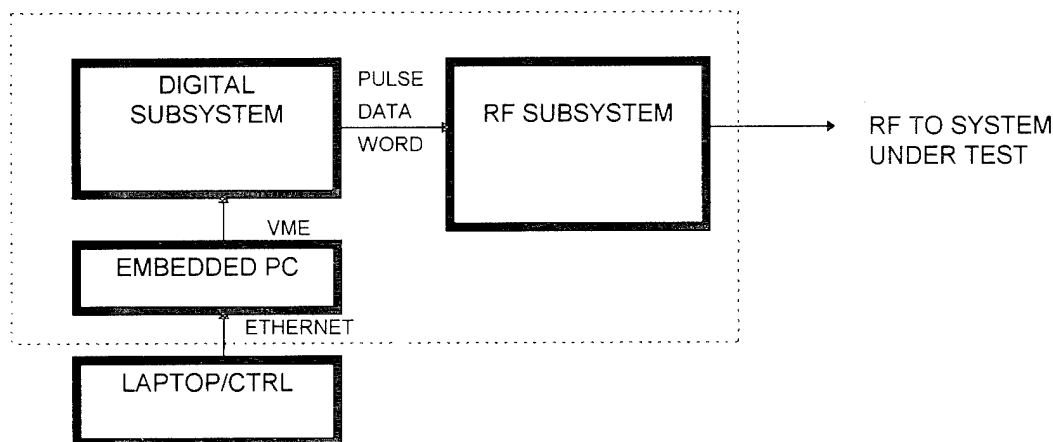 DIGITAL
SUBSYSTEM
PULSE
DATA
WORD
RF SUBSYSTEM
RF TO SYSTEM
UNDER TEST
VME
EMBEDDED PC
ETHERNET
LAPTOP/CTRL